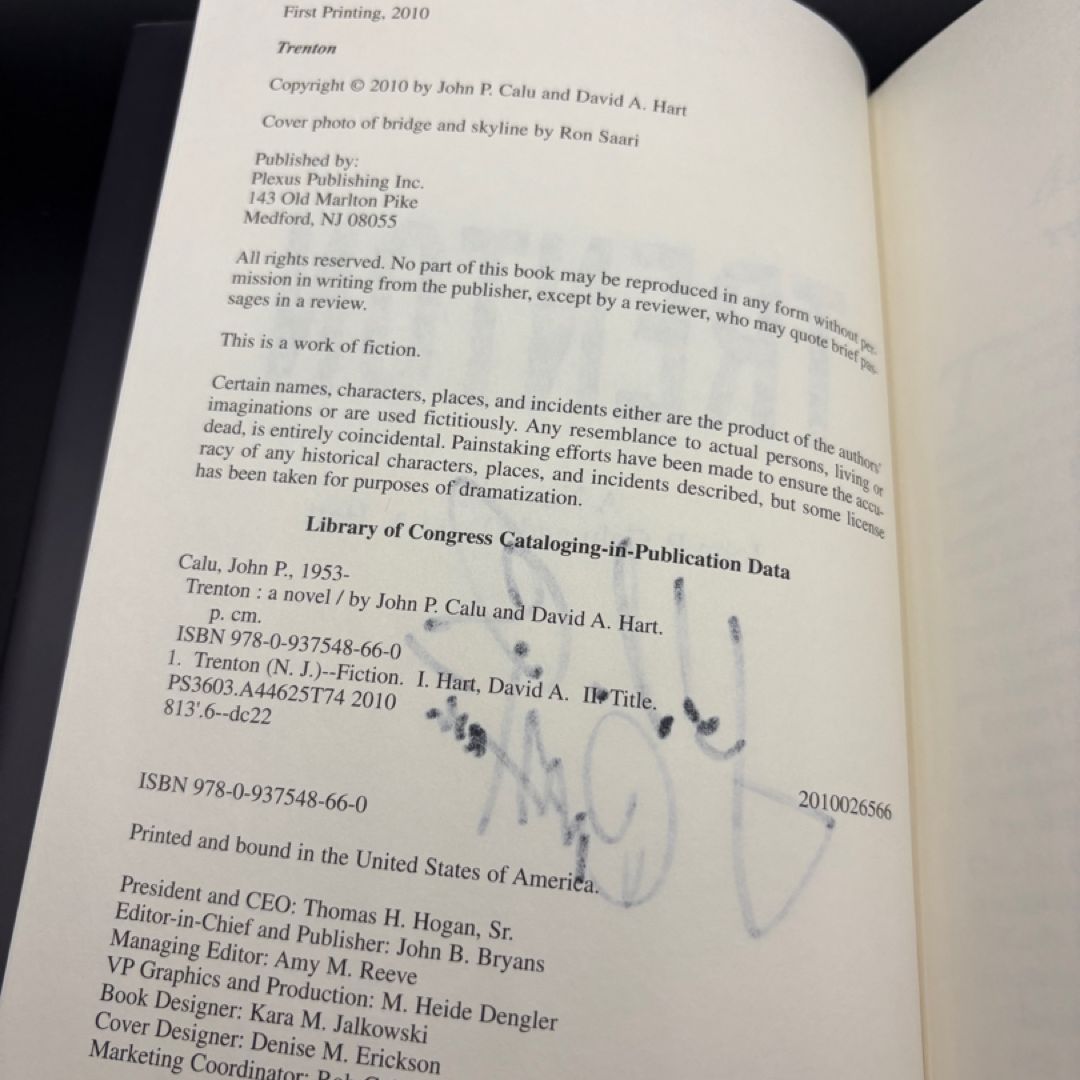 First Printing, 2010
Trenton
Copyright © 2010 by John P. Calu and David A. Hart
Cover photo of bridge and skyline by Ron Saari
Published by:
Plexus Publishing Inc.
143 Old Marlton Pike
Medford, NJ 08055
All rights reserved. No part of this book may be reproduced in any form without per-
mission in writing from the publisher, except by a reviewer, who may quote brief pas-
sages in a review.
This is a work of fiction.
Certain names, characters, places, and incidents either are the product of the authors'
imaginations or are used fictitiously. Any resemblance to actual persons, living or
dead, is entirely coincidental. Painstaking efforts have been made to ensure the accu-
racy of any historical characters, places, and incidents described, but some license
has been taken for purposes of dramatization.
Library of Congress Cataloging-in-Publication Data
Calu, John P., 1953-
Trenton : a novel / by John P. Calu and David A. Hart.
p. cm.
ISBN 978-0-937548-66-0
1. Trenton (N. J.)--Fiction. I. Hart, David A. II. Title.
PS3603.A44625T74 2010
813'.6--dc22
2010026566
ISBN 978-0-937548-66-0
Printed and bound in the United States of America.
President and CEO: Thomas H. Hogan, Sr.
Editor-in-Chief and Publisher: John B. Bryans
Managing Editor: Amy M. Reeve
VP Graphics and Production: M. Heide Dengler
Book Designer: Kara M. Jalkowski
Cover Designer: Denise M. Erickson
Marketing Coordinator: